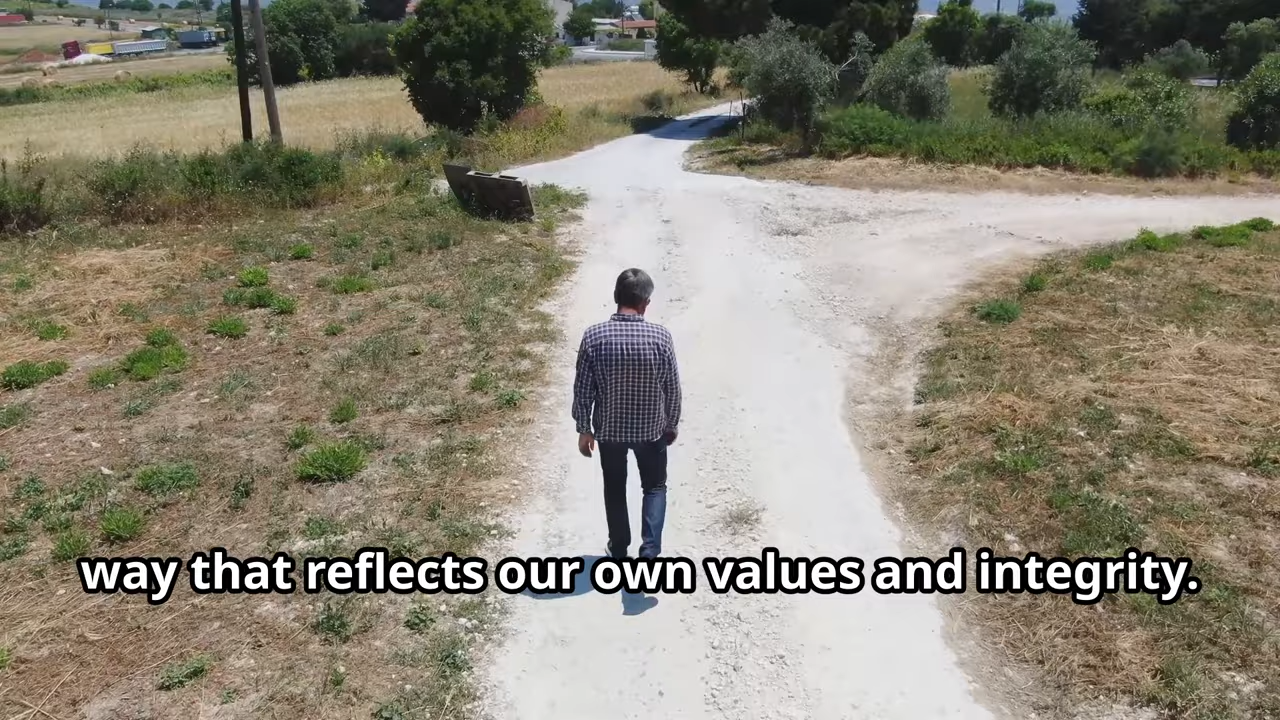 way that reflects our own values and integrity.